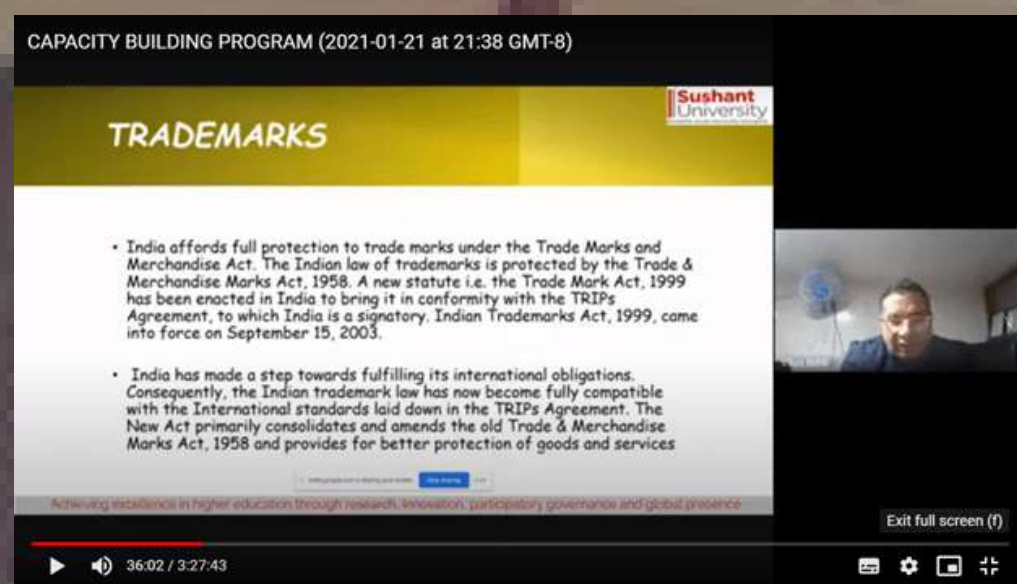 CAPACITY BUILDING PROGRAM (2021-01-21 at 21:38 GMT-8)
Sushant
University
TRADEMARKS
• India affords full protection to trade marks under the Trade Marks and
Merchandise Act. The Indian law of trademarks is protected by the Trade &
Merchandise Marks Act, 1958. A new statute i.e. the Trade Mark Act, 1999
has been enacted in India to bring it in conformity with the TRIPs
Agreement, to which India is a signatory. Indian Trademarks Act, 1999, came
into force on September 15, 2003.
• India has made a step towards fulfilling its international obligations.
Consequently, the Indian trademark law has now become fully compatible
with the International standards laid down in the TRIPs Agreement. The
New Act primarily consolidates and amends the old Trade & Merchandise
Marks Act, 1958 and provides for better protection of goods and services
Achieving excellence in higher education through research, innovation, participatory governance and global presence
Exit full screen (f)
36:02 / 3:27:43